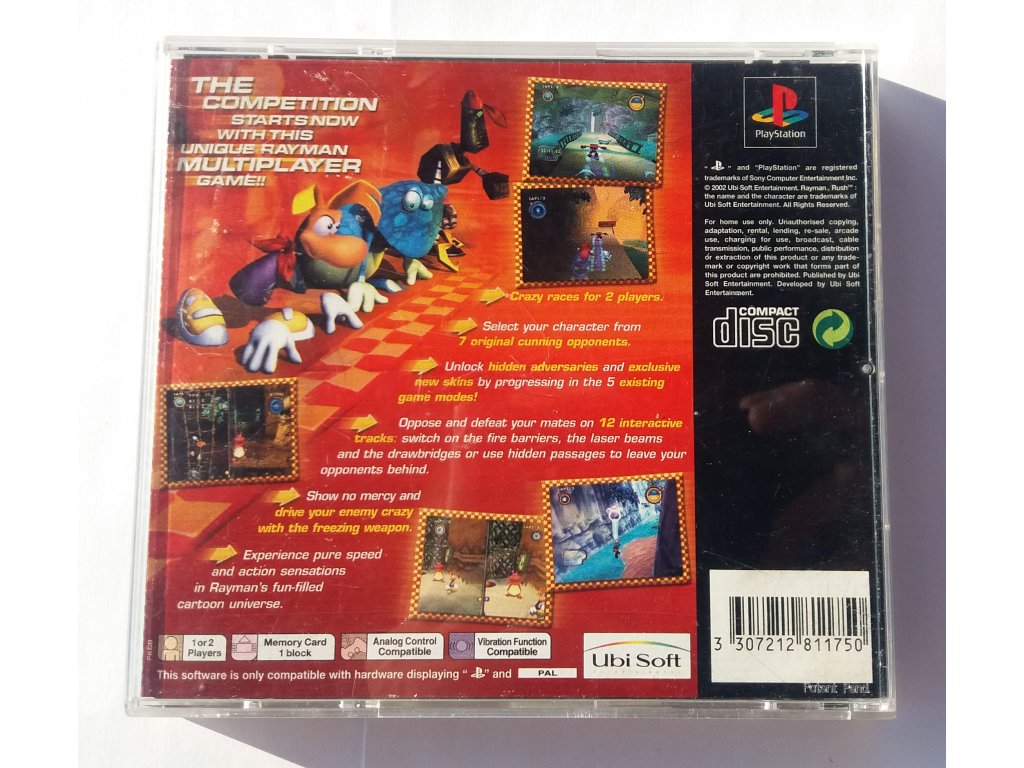 THE
COMPETITION
STARTS NOW
WITH THIS
UNIQUE RAYMAN
MULTIPLAYER
GAME!!
Crazy races for 2 players.
Select your character from
7 original cunning opponents.
Unlock hidden adversaries and exclusive
new skins by progressing in the 5 existing
game modes!
Oppose and defeat your mates on 12 interactive
tracks: switch on the fire barriers, the laser beams
and the drawbridges or use hidden passages to leave your
opponents behind.
Show no mercy and
drive your enemy crazy
with the freezing weapon.
Experience pure speed
and action sensations
in Rayman's fun-filled
cartoon universe.
1 or 2
Players
Memory Card
1 block
Analog Control
Compatible
Vibration Function
Compatible
This software is only compatible with hardware displaying " " and PAL
Ubi Soft
PlayStation
" " and "PlayStation" are registered
trademarks of Sony Computer Entertainment Inc.
© 2002 Ubi Soft Entertainment. Rayman, Rush™ :
the name and the character are trademarks of
Ubi Soft Entertainment. All Rights Reserved.
For home use only. Unauthorised copying,
adaptation, rental, lending, re-sale, arcade
use, charging for use, broadcast, cable
transmission, public performance, distribution
or extraction of this product or any trade-
mark or copyright work that forms part of
this product are prohibited. Published by Ubi
Soft Entertainment. Developed by Ubi Soft
Entertainment.
COMPACT
disc
3 307212 811750
Patent Pend